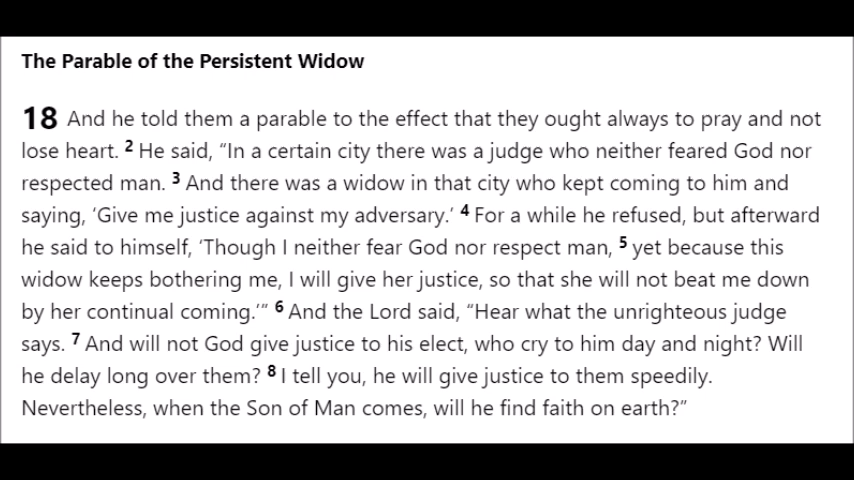 The Parable of the Persistent Widow
18 And he told them a parable to the effect that they ought always to pray and not
lose heart. 2 He said, “In a certain city there was a judge who neither feared God nor
respected man. 3 And there was a widow in that city who kept coming to him and
saying, ‘Give me justice against my adversary.’ 4 For a while he refused, but afterward
he said to himself, ‘Though I neither fear God nor respect man, 5 yet because this
widow keeps bothering me, I will give her justice, so that she will not beat me down
by her continual coming.’” 6 And the Lord said, “Hear what the unrighteous judge
says. 7 And will not God give justice to his elect, who cry to him day and night? Will
he delay long over them? 8 I tell you, he will give justice to them speedily.
Nevertheless, when the Son of Man comes, will he find faith on earth?”